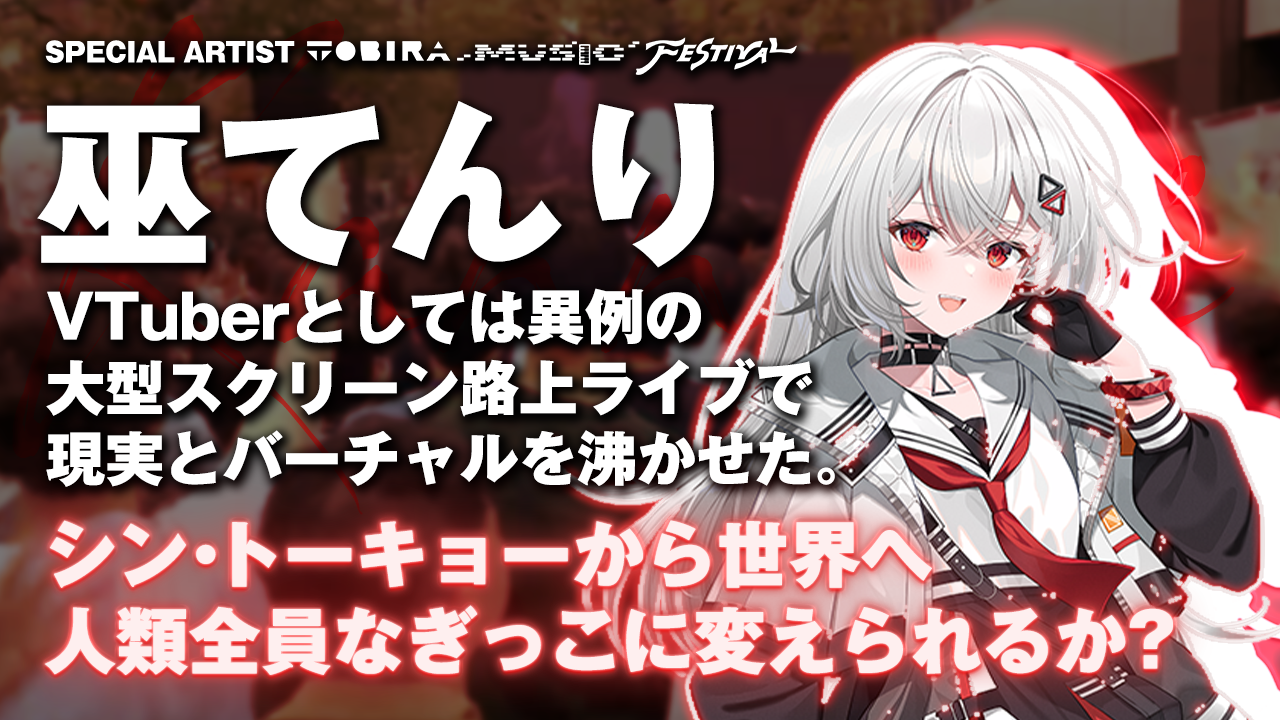 SPECIAL ARTIST TOBIRA MUSIC FESTIVAL
巫てんり
VTuberとしては異例の
大型スクリーン路上ライブで
現実とバーチャルを沸かせた。
シン・トーキョーから世界へ
人類全員なぎっこに変えられるか?